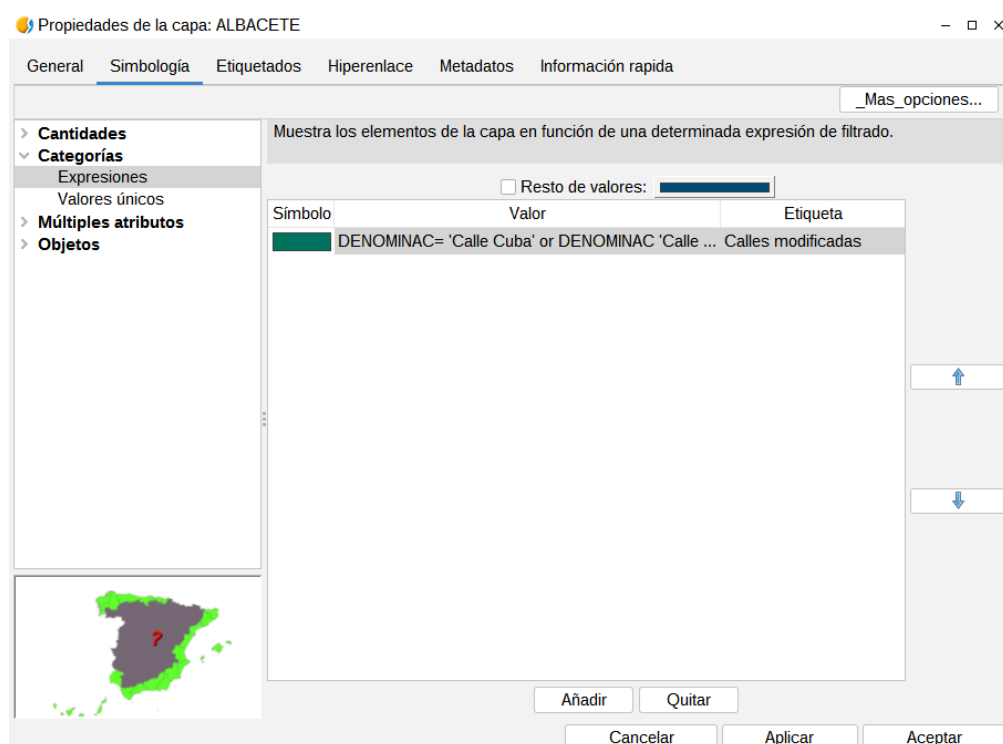 Propiedades de la capa: ALBACETE
General Simbología Etiquetados Hiperenlace Metadatos Información rapida
_Mas_opciones...
Cantidades
Categorías
Expresiones
Valores únicos
Múltiples atributos
Objetos
Muestra los elementos de la capa en función de una determinada expresión de filtrado.
Resto de valores:
Símbolo Valor Etiqueta
DENOMINAC= 'Calle Cuba' or DENOMINAC 'Calle ... Calles modificadas
?
Añadir Quitar
Cancelar Aplicar Aceptar